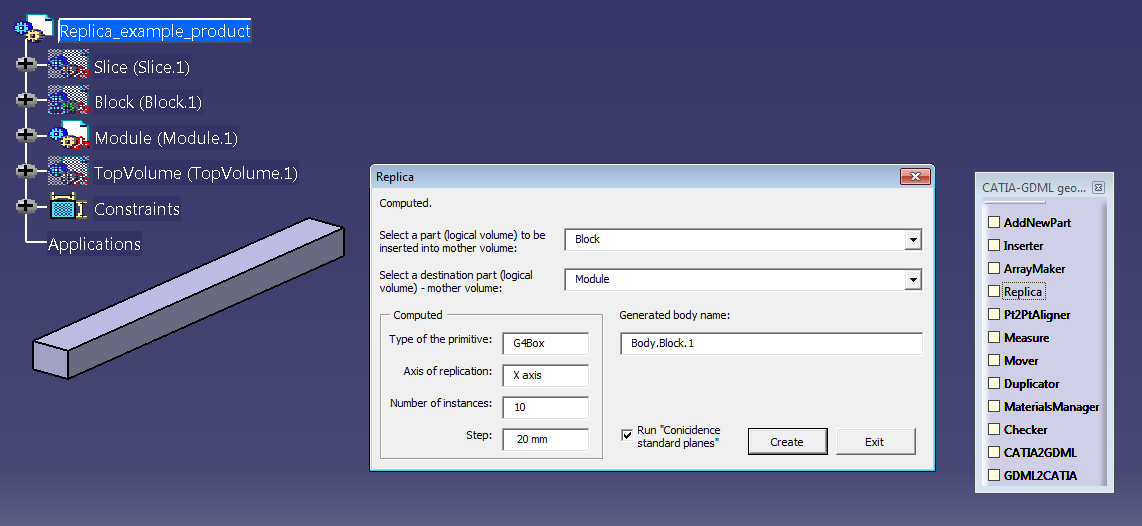 Replica_example_product
Slice (Slice.1)
Block (Block.1)
Module (Module.1)
TopVolume (TopVolume.1)
Constraints
Applications
Replica
Computed.
Select a part (logical volume) to be
inserted into mother volume:
Block
Select a destination part (logical
volume) - mother volume:
Module
Computed
Type of the primitive:
G4Box
Axis of replication:
X axis
Number of instances:
10
Step:
20 mm
Generated body name:
Body.Block.1
Run "Conicidence
standard planes"
Create
Exit
CATIA-GDML geo...
AddNewPart
Inserter
ArrayMaker
Replica
Pt2PtAligner
Measure
Mover
Duplicator
MaterialsManager
Checker
CATIA2GDML
GDML2CATIA